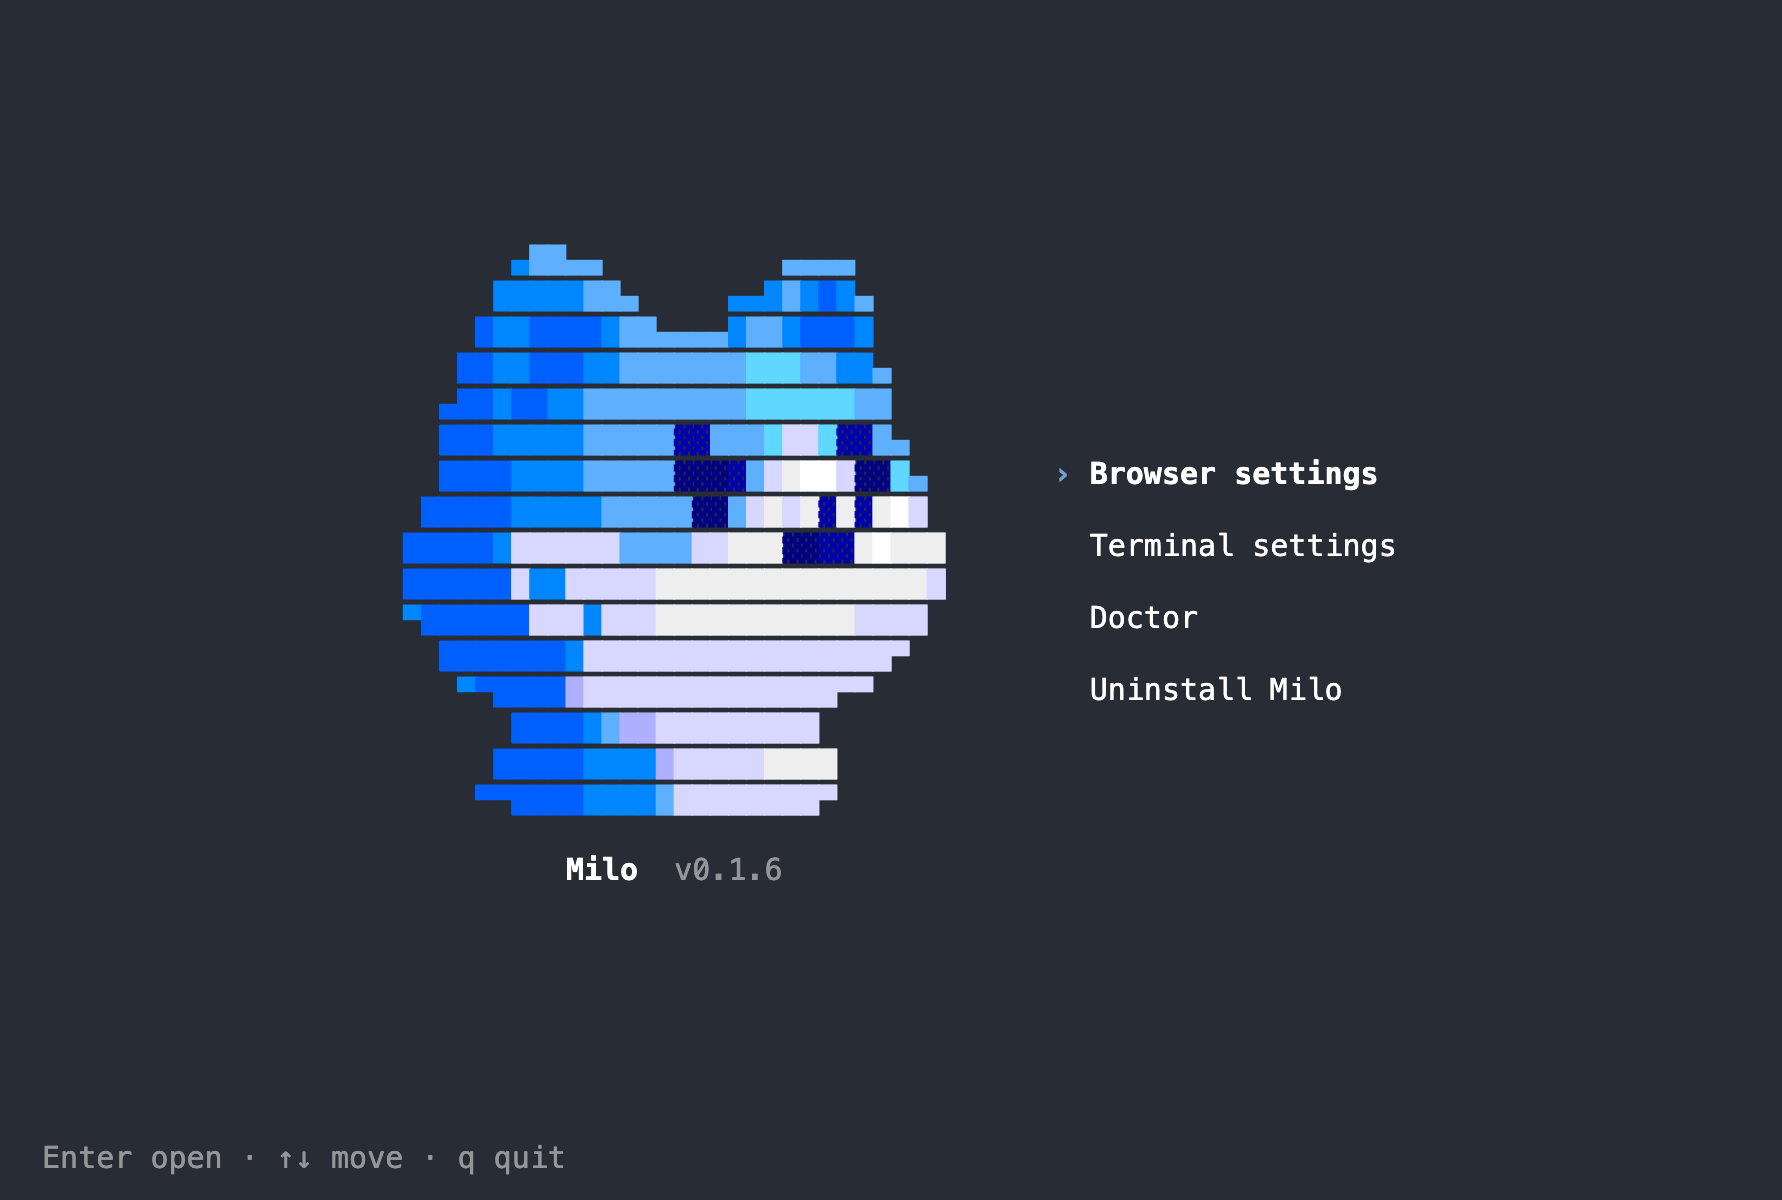 › Browser settings
Terminal settings
Doctor
Uninstall Milo
Milo  v0.1.6
Enter open · ↑↓ move · q quit